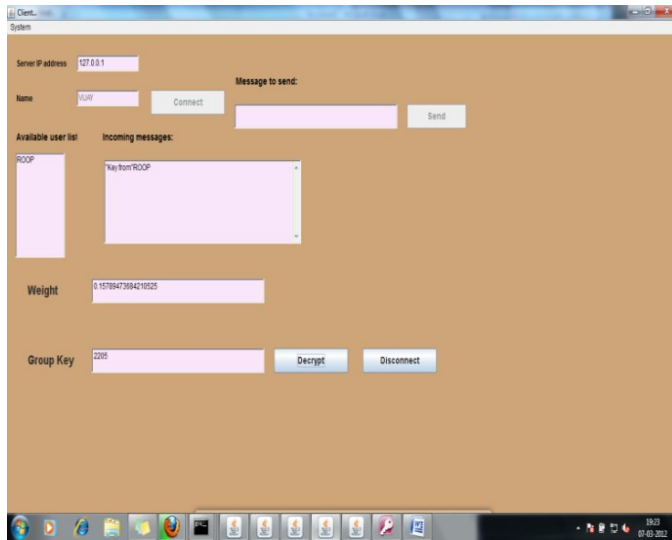 Client..
System
Server IP address 127.0.0.1
Message to send:
Name VIJAY Connect
Send
Available user list Incoming messages:
ROOP
"Key from"ROOP
Weight 0.15789473684210525
Group Key 2205 Decrypt Disconnect
19:23
07-03-2012